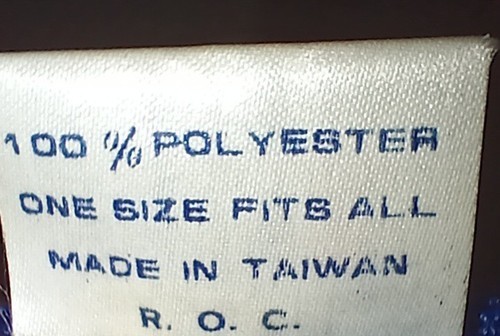 100 % POLYESTER
ONE SIZE FITS ALL
MADE IN TAIWAN
R. O. C.